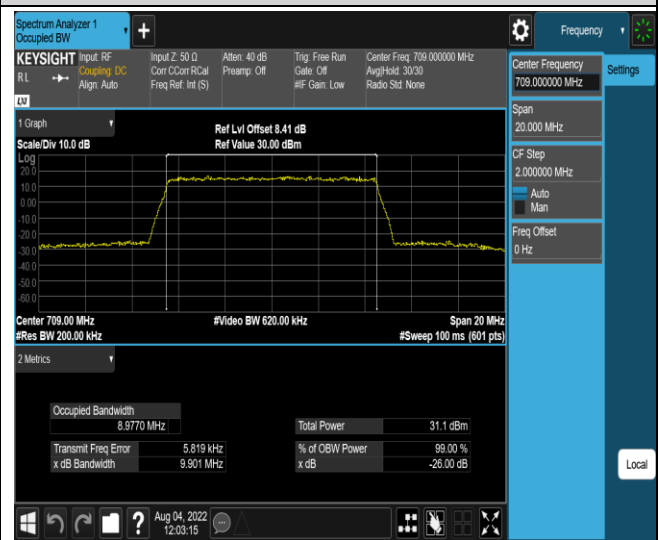 Spectrum Analyzer 1
Occupied BW
+
Frequency
KEYSIGHT
RL
LXI
Input: RF
Coupling: DC
Align: Auto
Input Z: 50 Ω
Corr CCorr RCal
Freq Ref: Int (S)
Atten: 40 dB
Preamp: Off
Trig: Free Run
Gate: Off
#IF Gain: Low
Center Freq: 709.000000 MHz
Avg|Hold: 30/30
Radio Std: None
Center Frequency
709.000000 MHz
Settings
Span
20.000 MHz
CF Step
2.000000 MHz
Auto
Man
Freq Offset
0 Hz
1 Graph
Scale/Div 10.0 dB
Ref Lvl Offset 8.41 dB
Ref Value 30.00 dBm
Log
20.0
10.0
0.00
-10.0
-20.0
-30.0
-40.0
-50.0
-60.0
Center 709.00 MHz
#Video BW 620.00 kHz
Span 20 MHz
#Res BW 200.00 kHz
#Sweep 100 ms (601 pts)
2 Metrics
Occupied Bandwidth
8.9770 MHz
Total Power 31.1 dBm
Transmit Freq Error 5.819 kHz
% of OBW Power 99.00 %
x dB Bandwidth 9.901 MHz
x dB -26.00 dB
Local
?
Aug 04, 2022
12:03:15